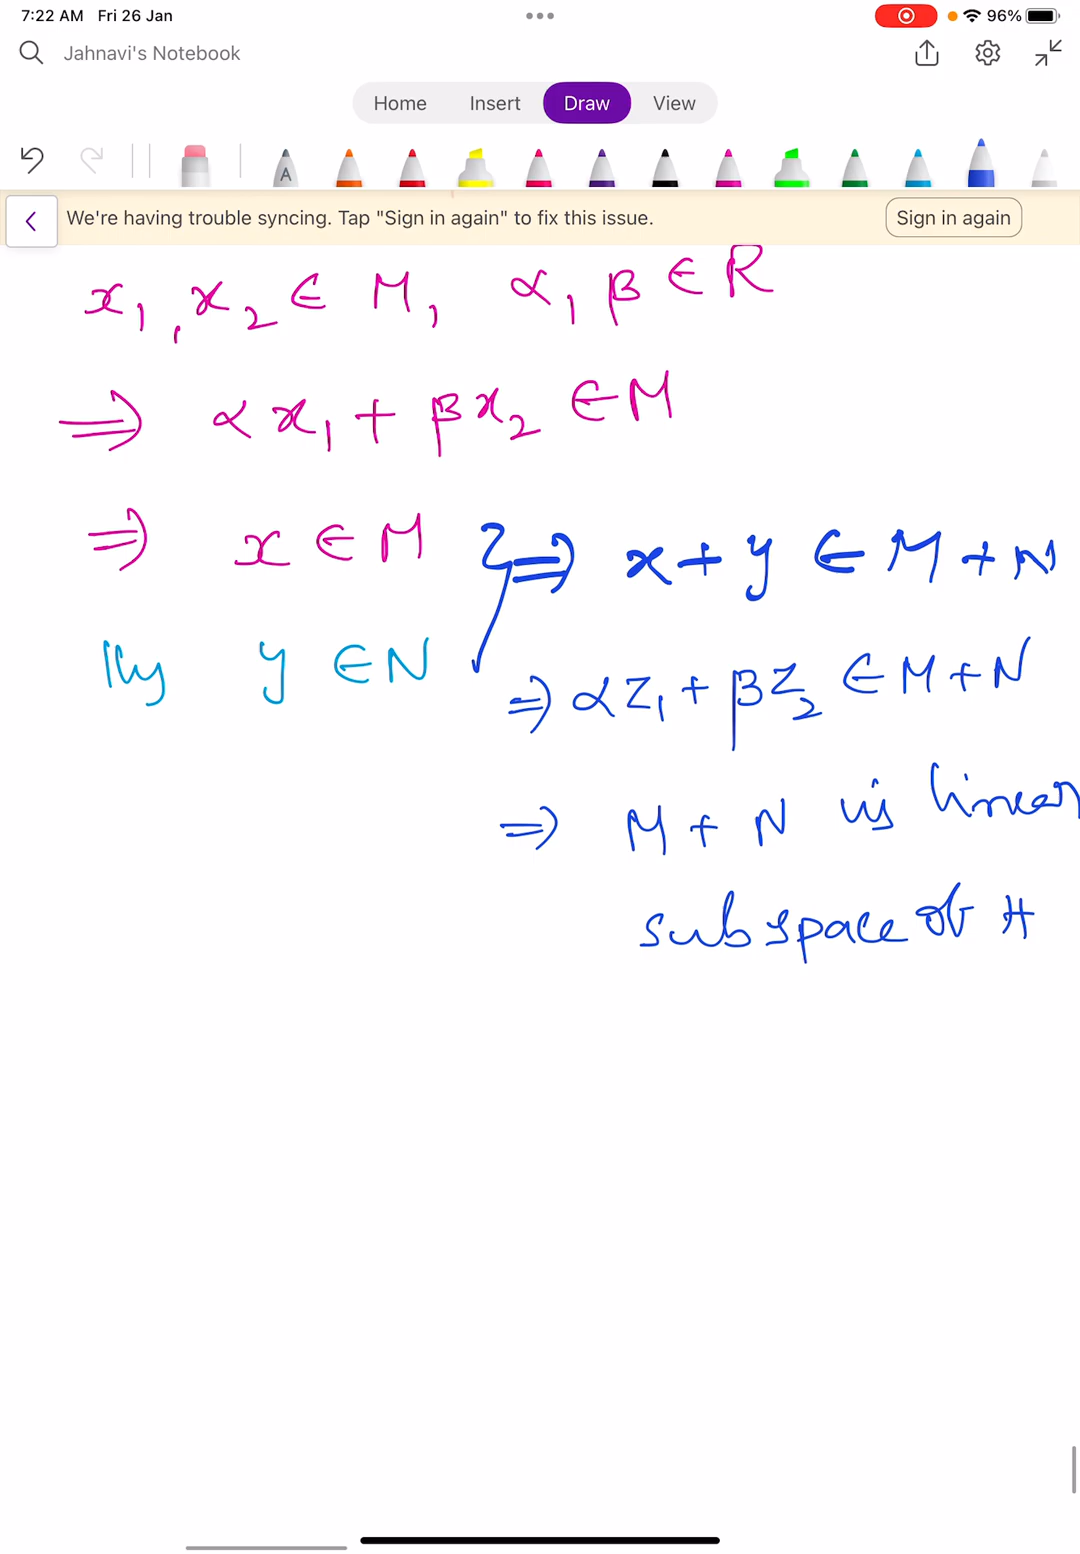 7:22 AM Fri 26 Jan
96%
Jahnavi's Notebook
Home Insert Draw View
A
We're having trouble syncing. Tap "Sign in again" to fix this issue.
Sign in again
x₁, x₂ ∈ M, α, β ∈ R
⇒ αx₁ + βx₂ ∈ M
⇒ x ∈ M } ⇒ x + y ∈ M + N
|||ly y ∈ N
⇒ αz₁ + βz₂ ∈ M + N
⇒ M + N is linear
subspace of H